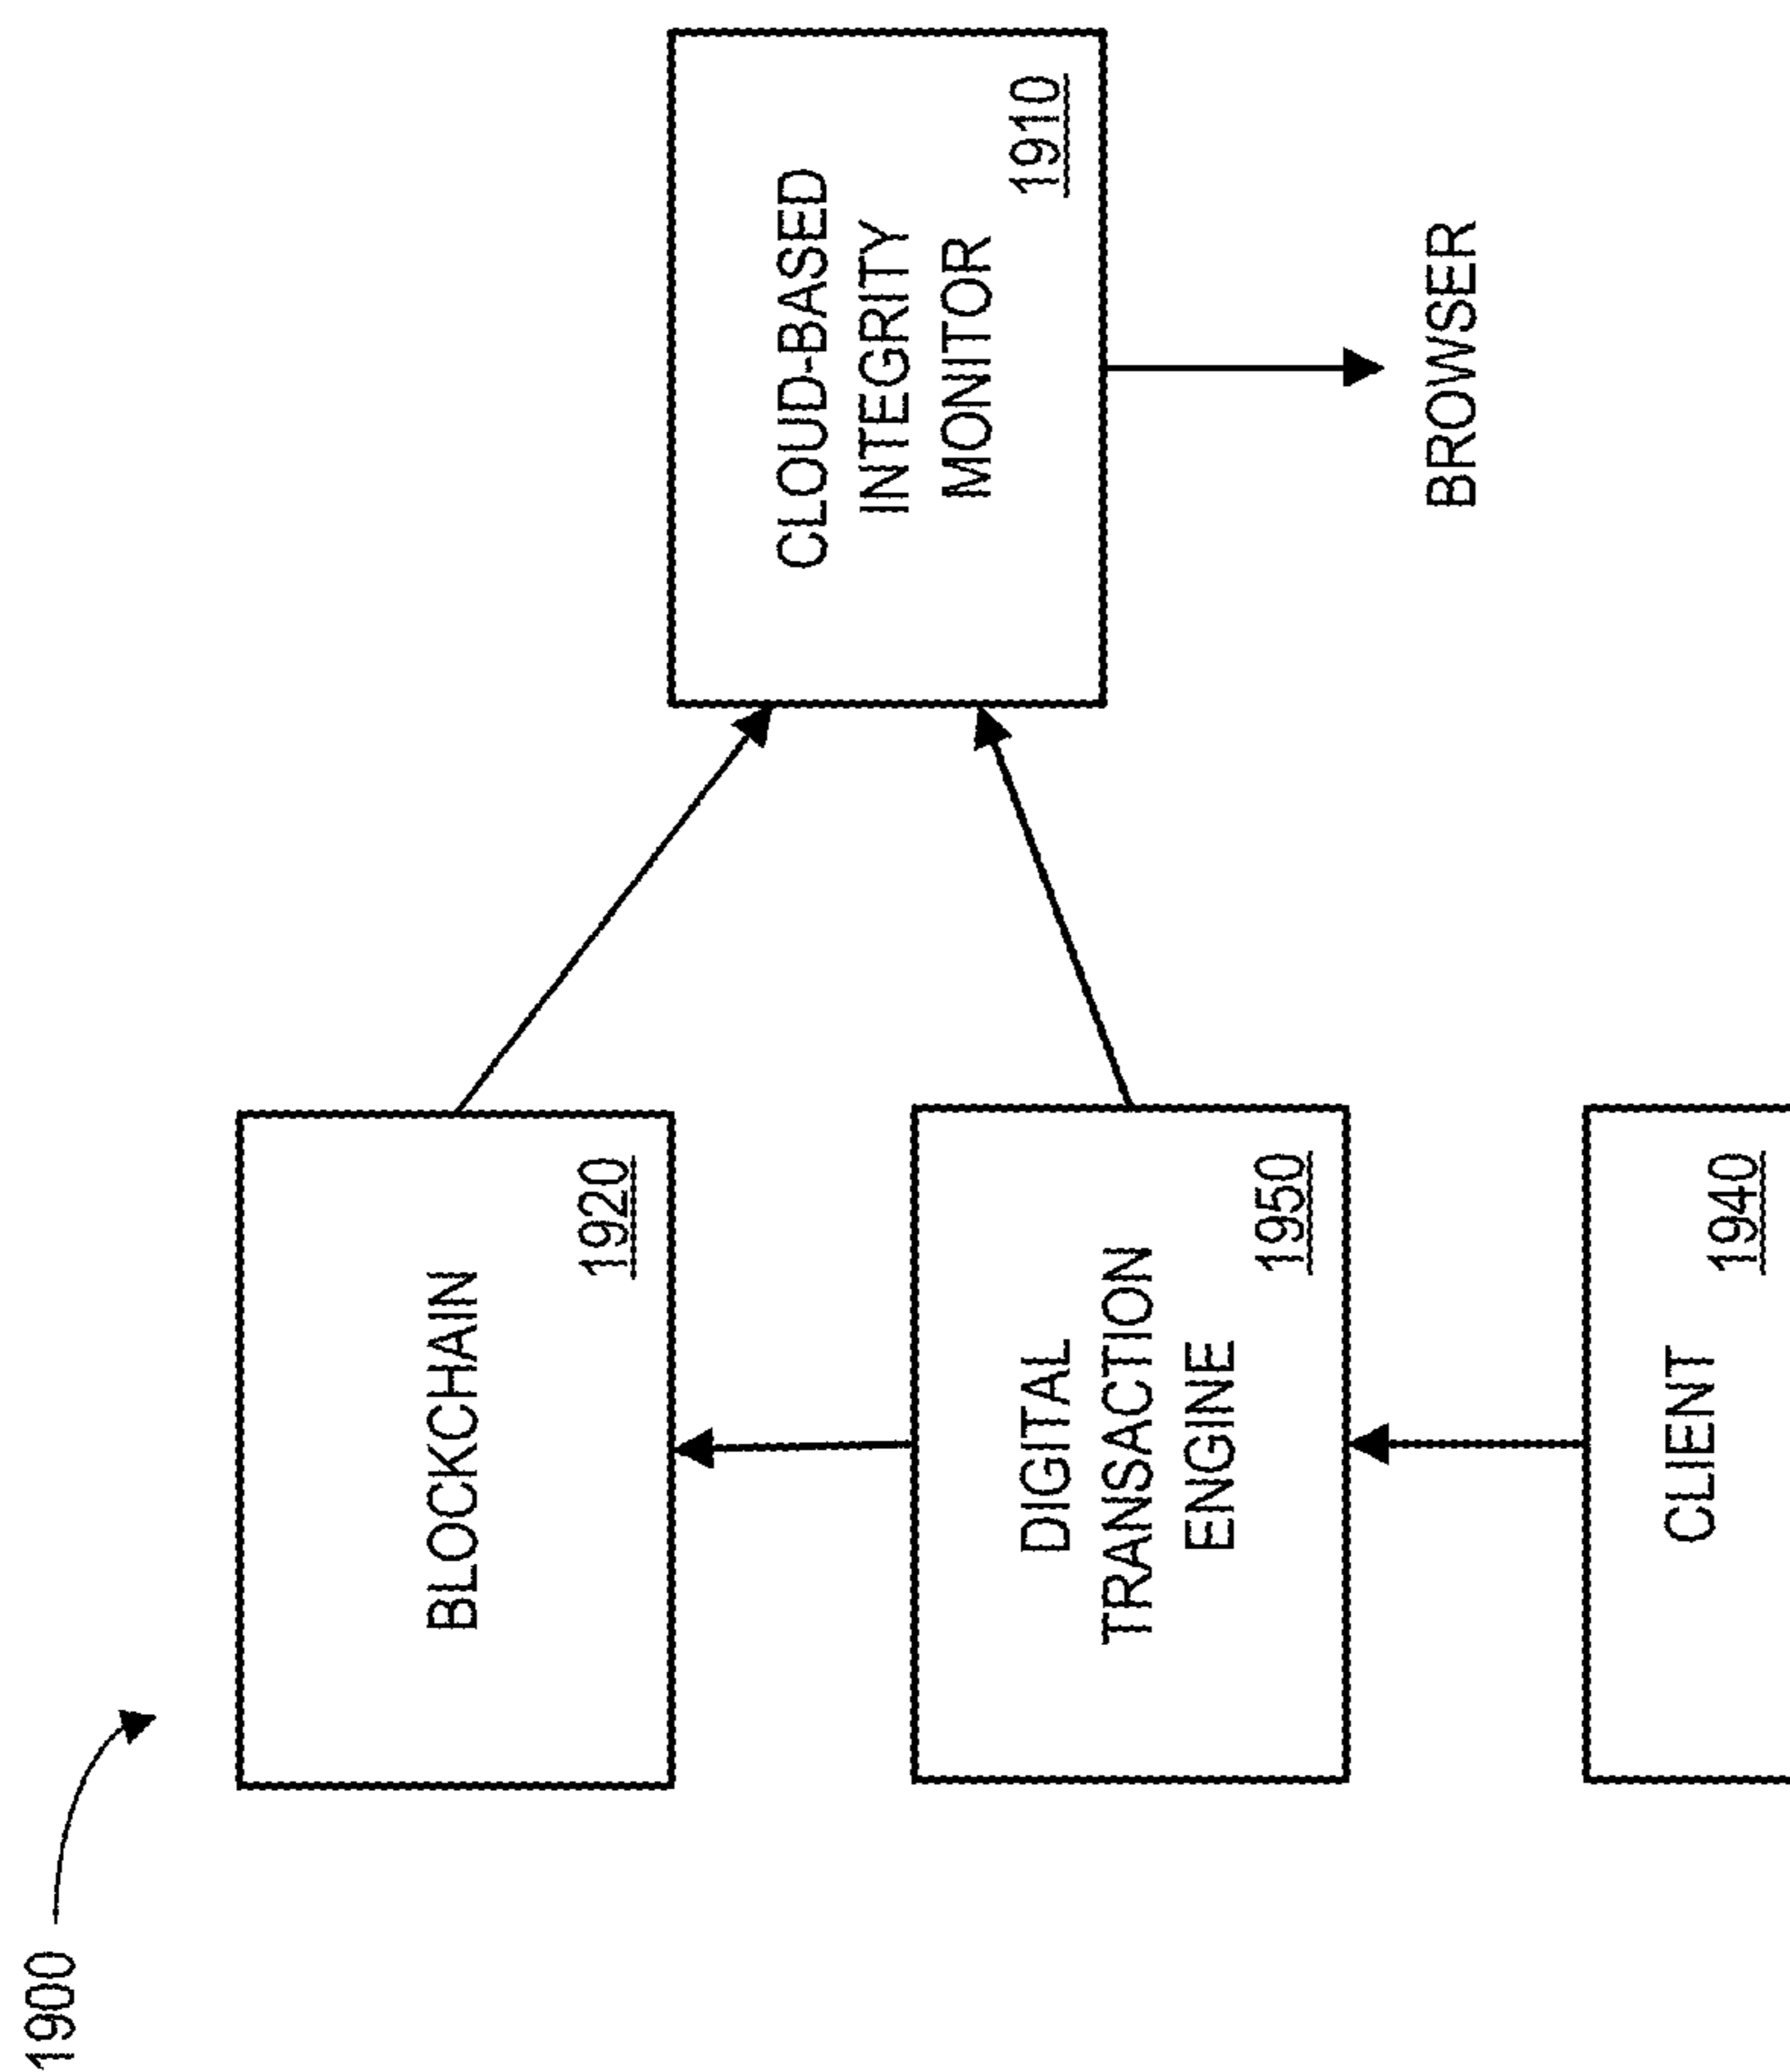 1900
BLOCKCHAIN
1920
DIGITAL
TRANSACTION
ENGINE
1950
CLIENT
1940
CLOUD-BASED
INTEGRITY
MONITOR
1910
BROWSER